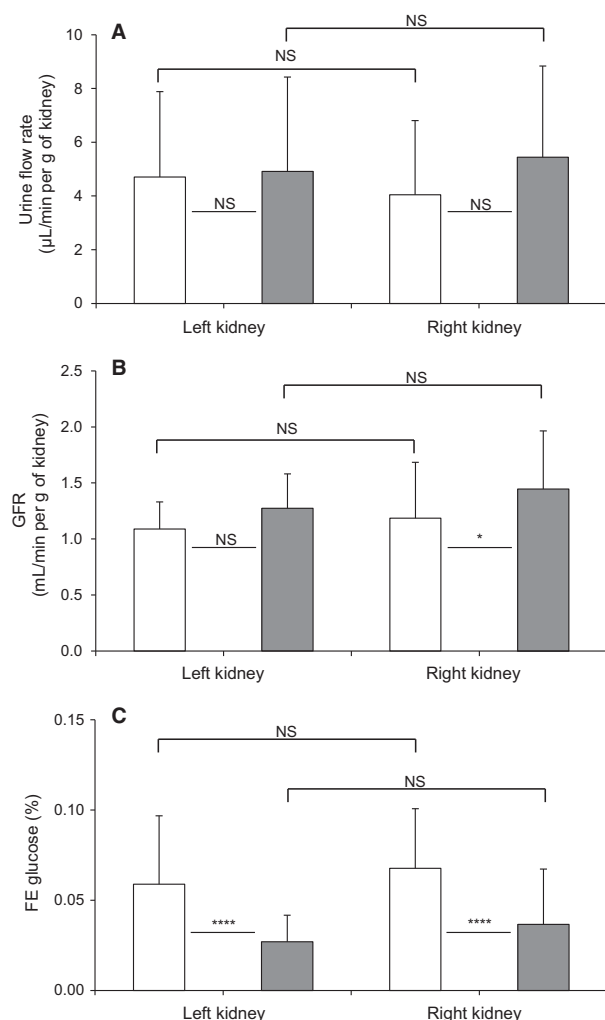 A
NS
NS
10
8
6
4
2
0
Urine flow rate
(µL/min per g of kidney)
NS
NS
Left kidney
Right kidney
B
NS
NS
2.5
2.0
1.5
1.0
0.5
0.0
GFR
(mL/min per g of kidney)
NS
*
Left kidney
Right kidney
C
NS
NS
0.15
0.10
0.05
0.00
FE glucose (%)
****
****
Left kidney
Right kidney